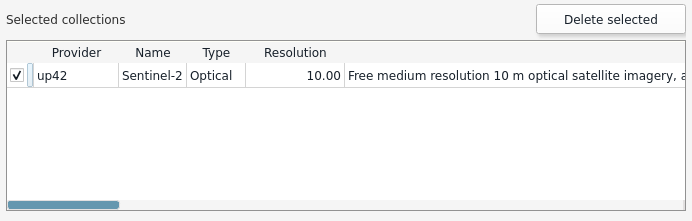 Selected collections
Delete selected
Provider Name Type Resolution
up42 Sentinel-2 Optical 10.00 Free medium resolution 10 m optical satellite imagery, a